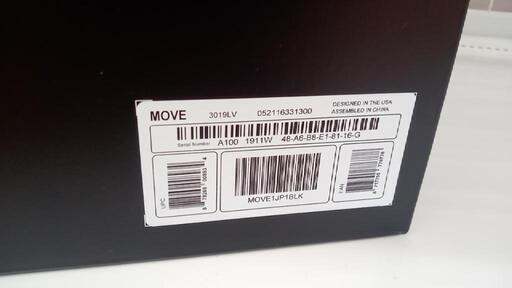 MOVE 3019LV 052116331300 DESIGNED IN THE USA
ASSEMBLED IN CHINA
Serial Number A100 1911W 48-A6-B8-E1-81-16-G
UPC
EAN
MOVE1JP1BLK